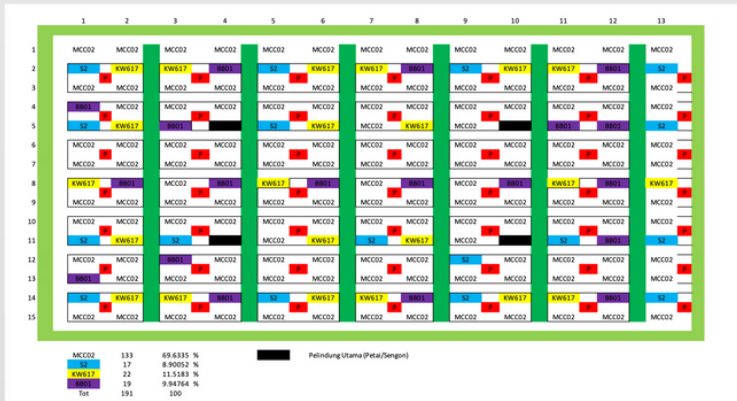 1 2 3 4 5 6 7 8 9 10 11 12 13
1 MCC02 MCC02 MCC02 MCC02 MCC02 MCC02 MCC02 MCC02 MCC02 MCC02 MCC02 MCC02 MCC02
2 S2 KW617 KW617 BB01 S2 KW617 KW617 BB01 S2 KW617 KW617 BB01 S2
P P P P P P P
3 MCC02 MCC02 MCC02 MCC02 MCC02 MCC02 MCC02 MCC02 MCC02 MCC02 MCC02 MCC02 MCC02
4 BB01 MCC02 MCC02 MCC02 MCC02 MCC02 MCC02 MCC02 MCC02 MCC02 MCC02 MCC02 MCC02
P P P P P P P
5 S2 KW617 BB01 S2 KW617 MCC02 KW617 MCC02 BB01 BB01 S2
6 MCC02 MCC02 MCC02 MCC02 MCC02 MCC02 MCC02 MCC02 MCC02 MCC02 MCC02 MCC02 MCC02
P P P P P P P
7 MCC02 MCC02 MCC02 MCC02 MCC02 MCC02 MCC02 MCC02 MCC02 MCC02 MCC02 MCC02 MCC02
8 KW617 BB01 MCC02 BB01 KW617 BB01 MCC02 BB01 MCC02 BB01 KW617 BB01 KW617
P P P P P P P
9 MCC02 MCC02 MCC02 MCC02 MCC02 MCC02 MCC02 MCC02 MCC02 MCC02 MCC02 MCC02 MCC02
10 MCC02 MCC02 MCC02 MCC02 MCC02 MCC02 MCC02 MCC02 MCC02 MCC02 MCC02 MCC02 MCC02
P P P P P P P
11 S2 KW617 S2 MCC02 KW617 S2 KW617 MCC02 S2 BB01 S2
12 MCC02 MCC02 BB01 MCC02 MCC02 MCC02 MCC02 MCC02 S2 MCC02 MCC02 MCC02 MCC02
P P P P P P P
13 BB01 MCC02 MCC02 MCC02 MCC02 MCC02 MCC02 MCC02 MCC02 MCC02 MCC02 MCC02 MCC02
14 S2 KW617 KW617 BB01 S2 KW617 KW617 BB01 S2 KW617 KW617 BB01 S2
P P P P P P P
15 MCC02 MCC02 MCC02 MCC02 MCC02 MCC02 MCC02 MCC02 MCC02 MCC02 MCC02 MCC02 MCC02
MCC02 133 69.6335 % Pelindung Utama (Petai/Sengon)
S2 17 8.90052 %
KW617 22 11.5183 %
BB01 19 9.94764 %
Tot 191 100